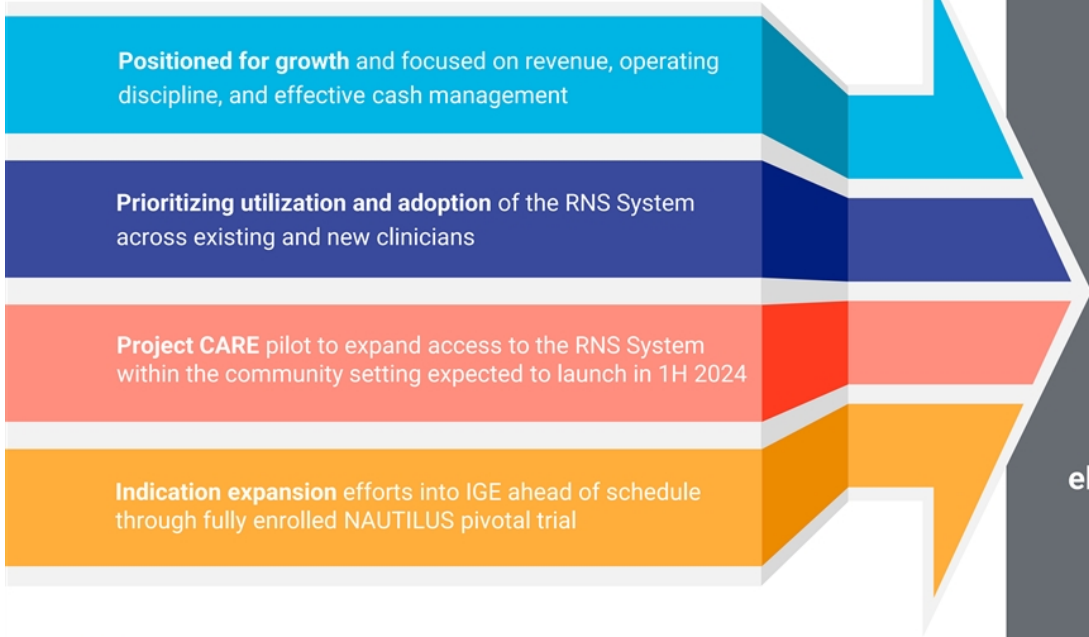 Positioned for growth and focused on revenue, operating
discipline, and effective cash management
Prioritizing utilization and adoption of the RNS System
across existing and new clinicians
Project CARE pilot to expand access to the RNS System
within the community setting expected to launch in 1H 2024
Indication expansion efforts into IGE ahead of schedule
through fully enrolled NAUTILUS pivotal trial